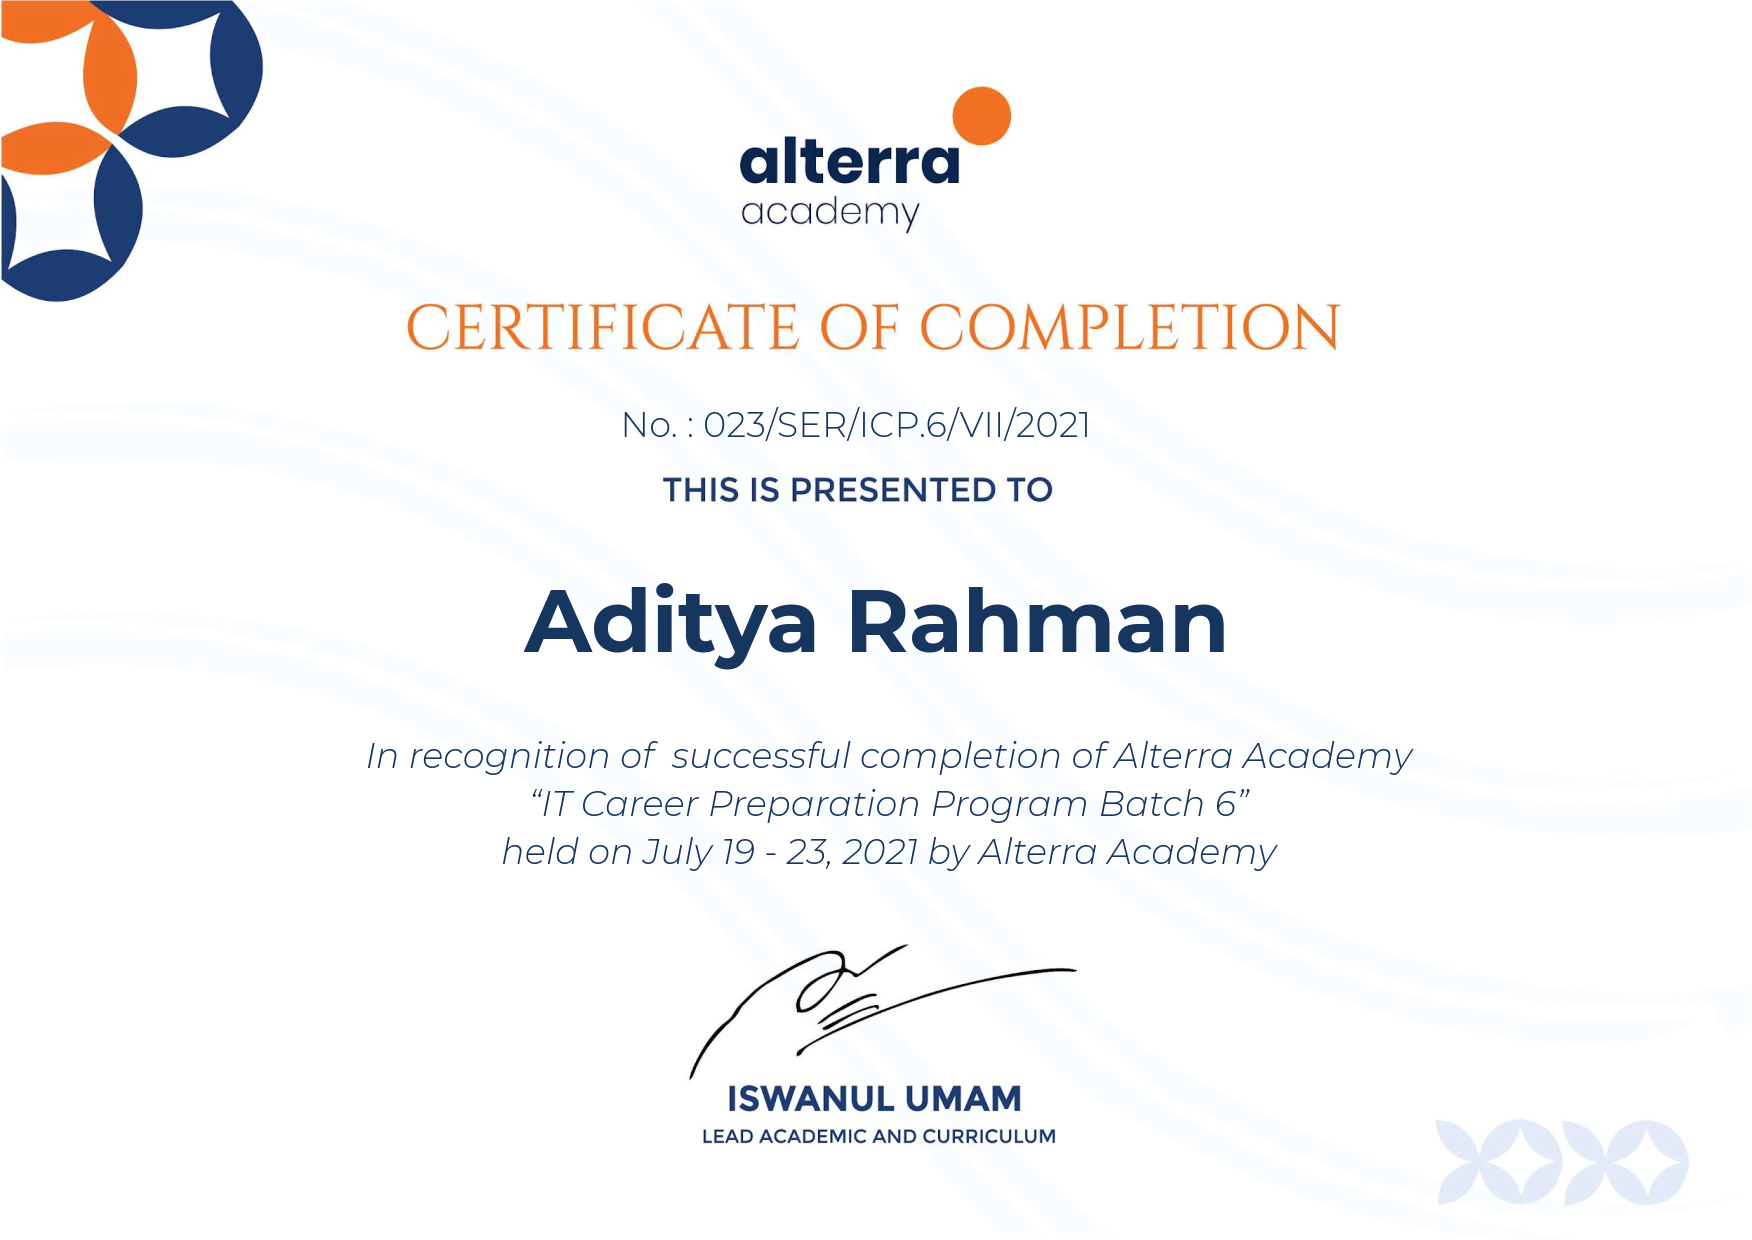 alterra
academy
CERTIFICATE OF COMPLETION
No. : 023/SER/ICP.6/VII/2021
THIS IS PRESENTED TO
Aditya Rahman
In recognition of  successful completion of Alterra Academy
“IT Career Preparation Program Batch 6”
held on July 19 - 23, 2021 by Alterra Academy
ISWANUL UMAM
LEAD ACADEMIC AND CURRICULUM